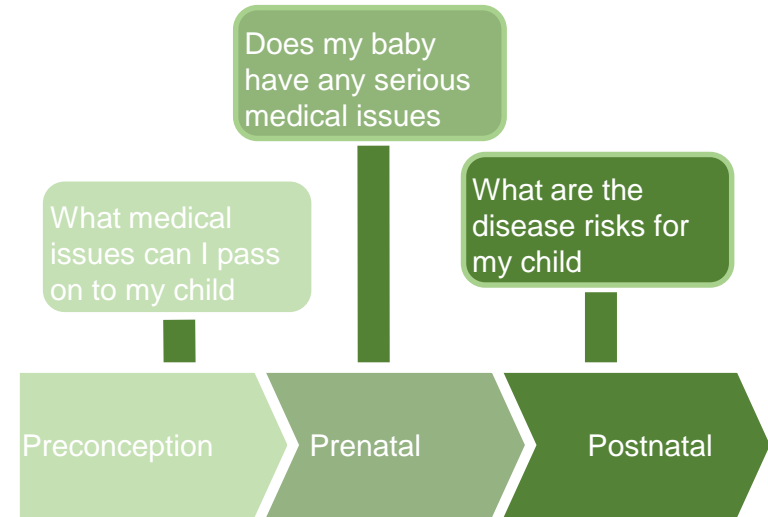 Does my baby
have any serious
medical issues
What medical
issues can I pass
on to my child
What are the
disease risks for
my child
Preconception
Prenatal
Postnatal